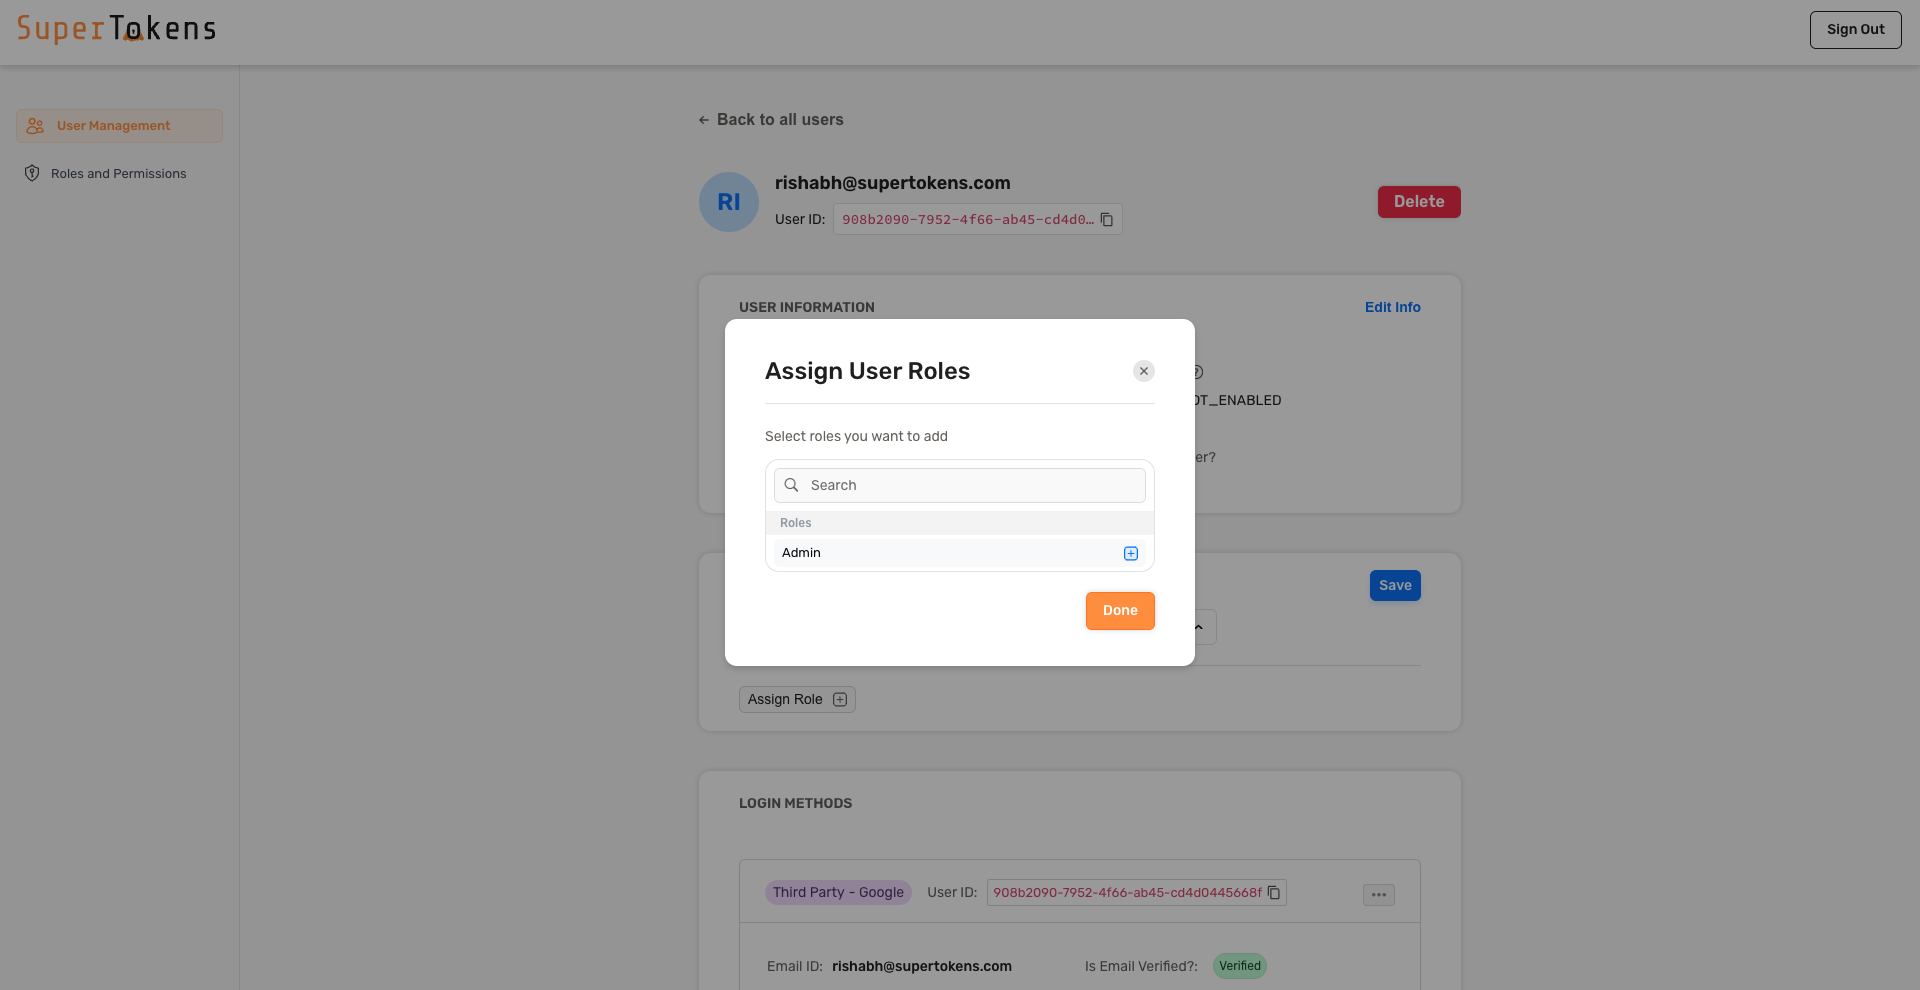 SuperTokens
Sign Out
User Management
Roles and Permissions
Back to all users
RI
rishabh@supertokens.com
User ID: 908b2090-7952-4f66-ab45-cd4d0…
Delete
USER INFORMATION
Edit Info
OT_ENABLED
er?
Assign User Roles
Select roles you want to add
Search
Roles
Admin
Done
Save
Assign Role
LOGIN METHODS
Third Party - Google User ID: 908b2090-7952-4f66-ab45-cd4d0445668f
Email ID: rishabh@supertokens.com Is Email Verified?: Verified